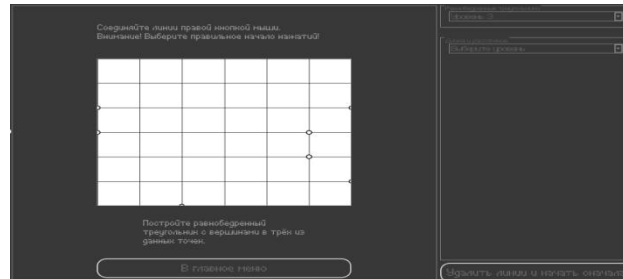 Соединяйте линии правой кнопкой мыши.
Внимание! Выберите правильное начало нажатий!
Уровень 3
Выберите уровень
Постройте равнобедренный
треугольник с вершинами в трёх из
данных точек.
В главное меню
Удалить линии и начать сначала